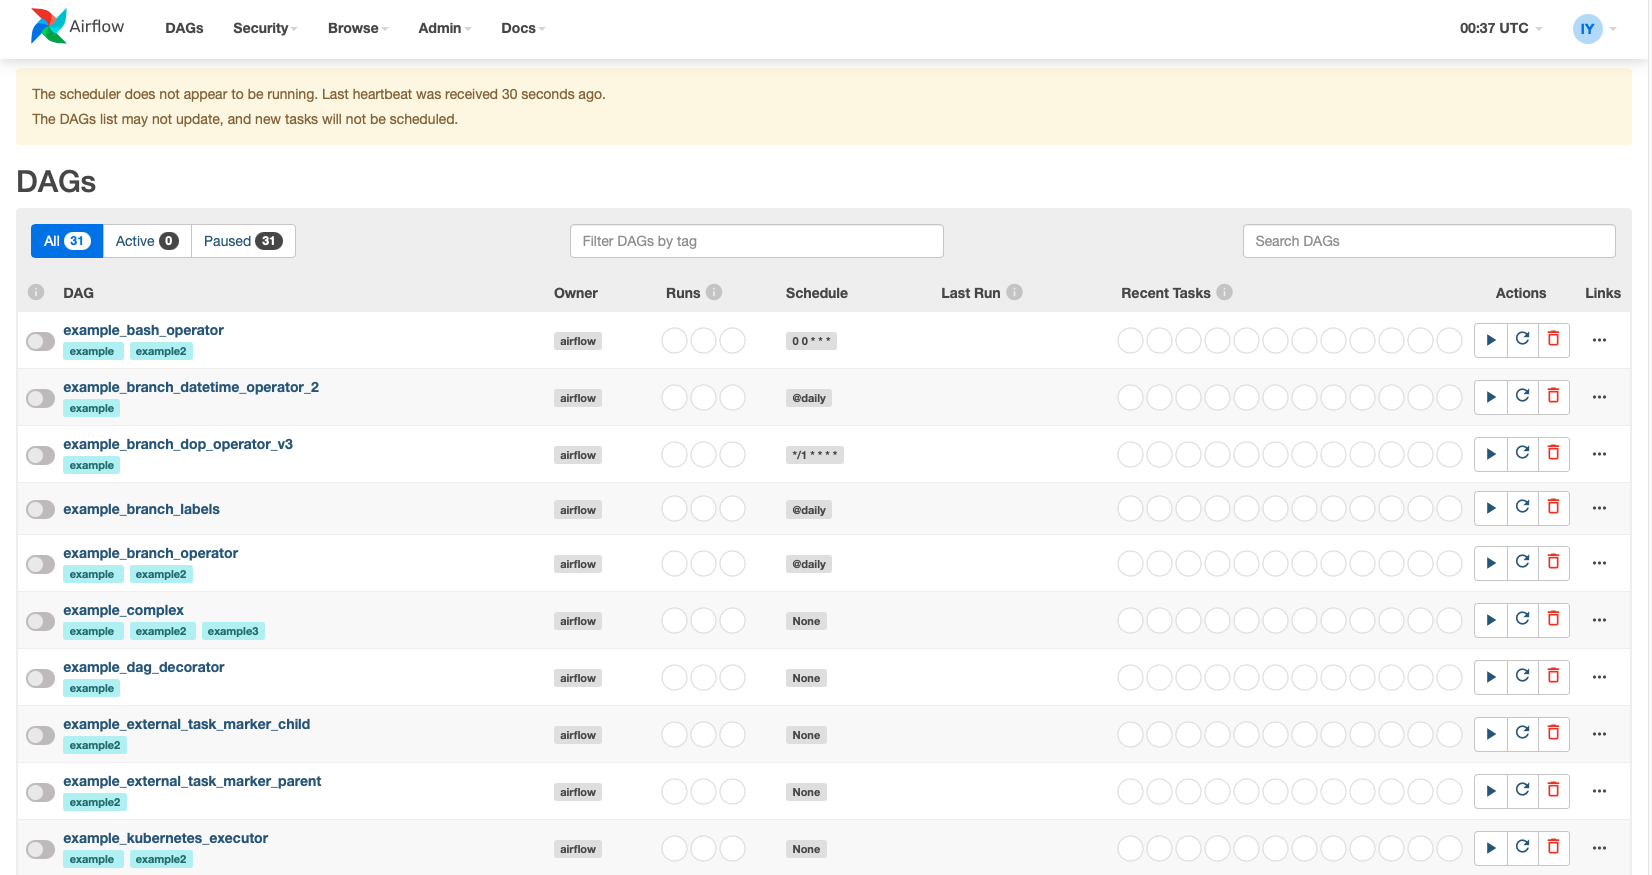 Airflow DAGs Security Browse Admin Docs 00:37 UTC IY
The scheduler does not appear to be running. Last heartbeat was received 30 seconds ago.
The DAGs list may not update, and new tasks will not be scheduled.
DAGs
All 31 Active 0 Paused 31 Filter DAGs by tag Search DAGs
i DAG Owner Runs i Schedule Last Run i Recent Tasks i Actions Links
example_bash_operator
example example2 airflow 0 0 * * *
example_branch_datetime_operator_2
example airflow @daily
example_branch_dop_operator_v3
example airflow */1 * * * *
example_branch_labels airflow @daily
example_branch_operator
example example2 airflow @daily
example_complex
example example2 example3 airflow None
example_dag_decorator
example airflow None
example_external_task_marker_child
example2 airflow None
example_external_task_marker_parent
example2 airflow None
example_kubernetes_executor
example example2 airflow None